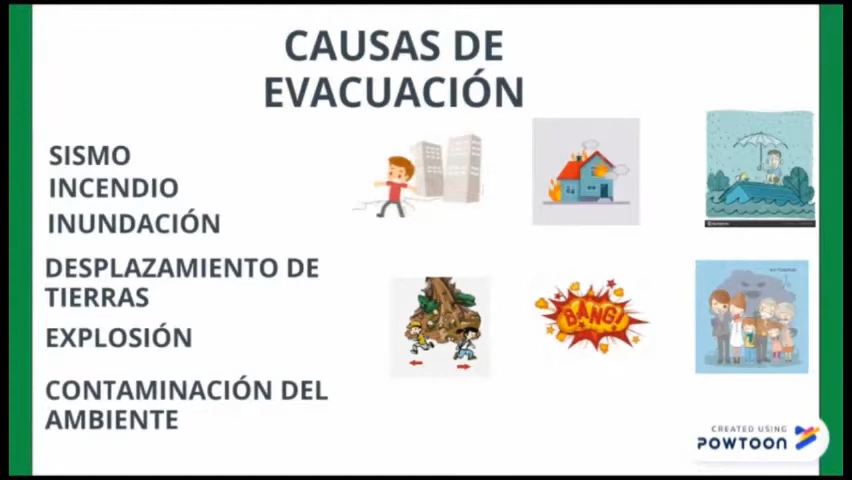 CAUSAS DE
EVACUACIÓN
SISMO
INCENDIO
INUNDACIÓN
DESPLAZAMIENTO DE
TIERRAS
EXPLOSIÓN
CONTAMINACIÓN DEL
AMBIENTE
BANG!
CREATED USING
POWTOON